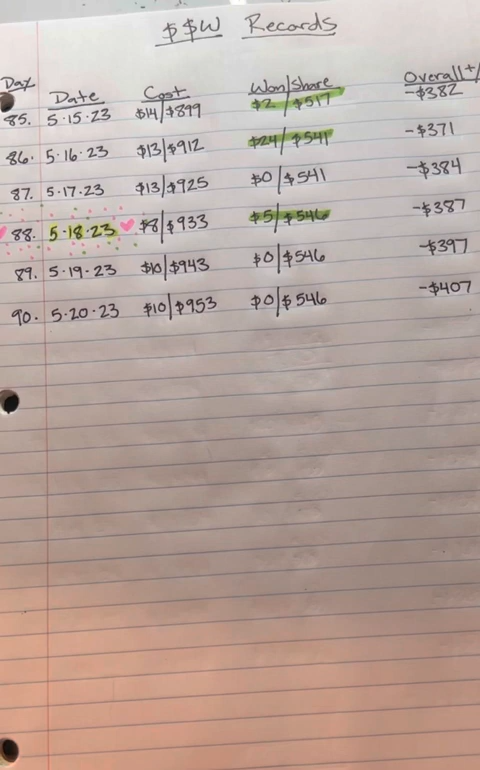 $$W Records
Day Date Cost Won/Share Overall +/
85. 5·15·23 $14/$899 $2/$517 -$382
86. 5·16·23 $13/$912 $24/$541 -$371
87. 5·17·23 $13/$925 $0/$541 -$384
88. 5·18·23 $8/$933 $5/$546 -$387
89. 5·19·23 $10/$943 $0/$546 -$397
90. 5·20·23 $10/$953 $0/$546 -$407